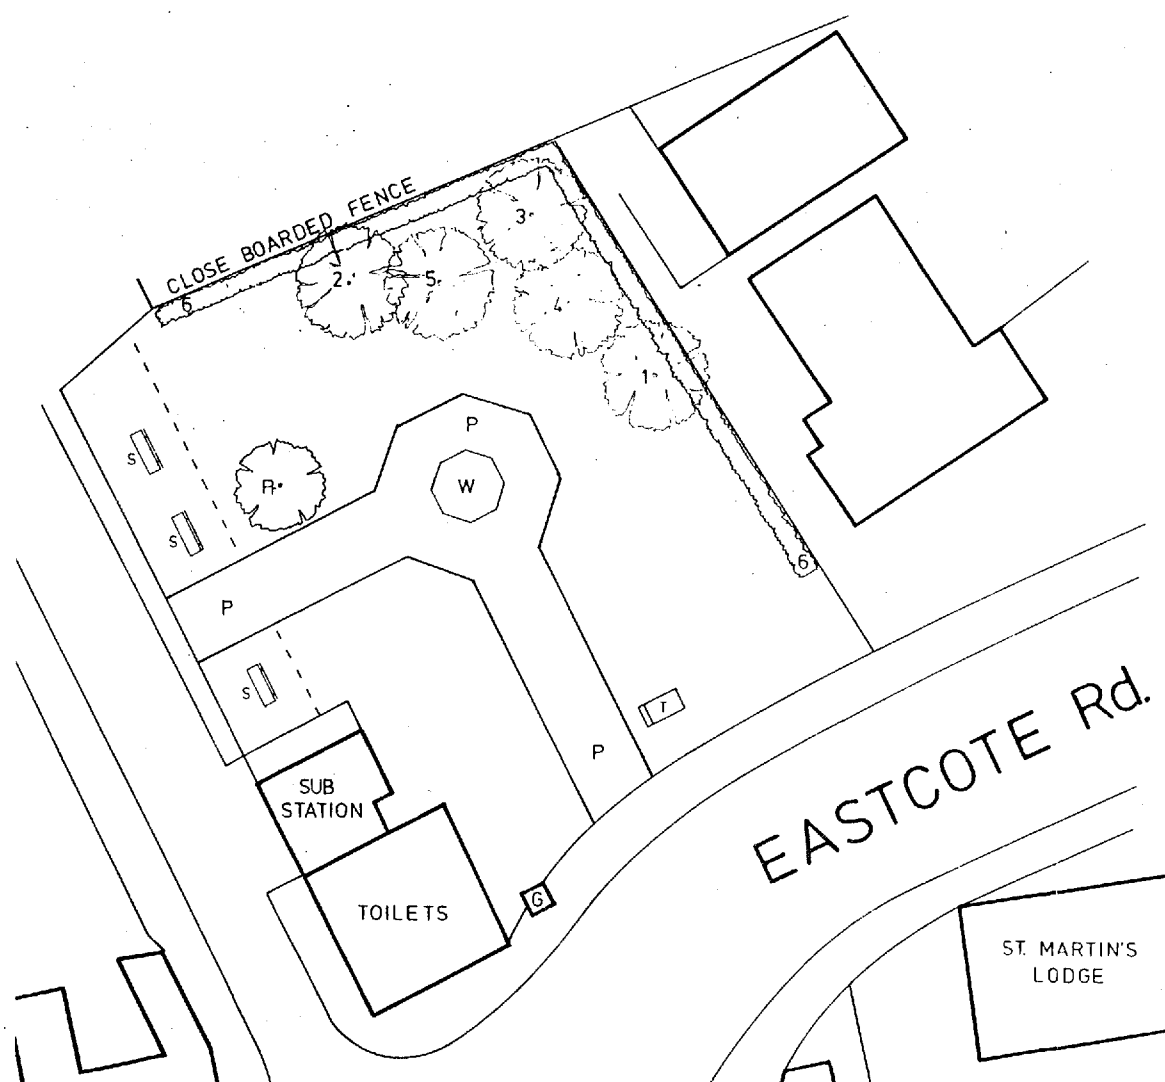 CLOSE BOARDED FENCE
3
2
5
6
4
1
P
S
W
S
6
P
S
T
P
SUB
STATION
EASTCOTE Rd.
G
TOILETS
ST. MARTIN'S
LODGE